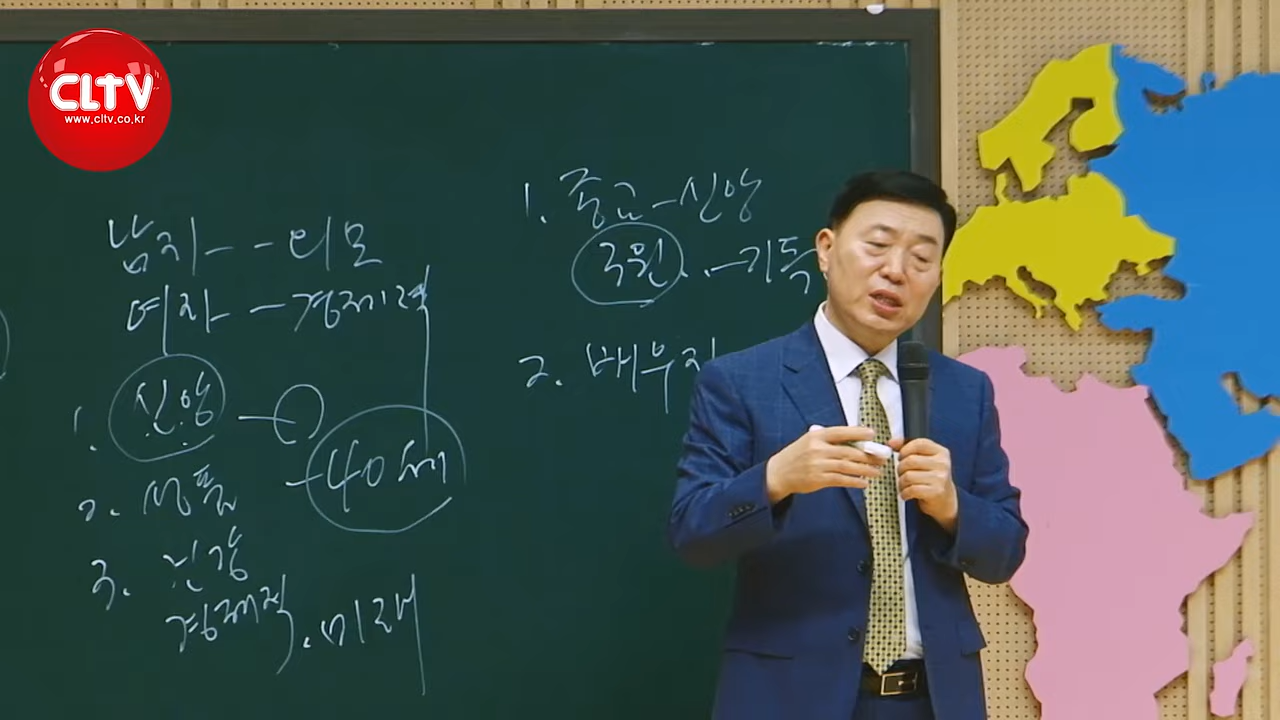 CLTV
www.cltv.co.kr
남자 - - 외모
여자 - 경제력
1. 신앙 -
- 40세
2. 성품
3. 건강
경제적. 미래
1. 종교 - 신앙
구원. . - 기독
2. 배우자